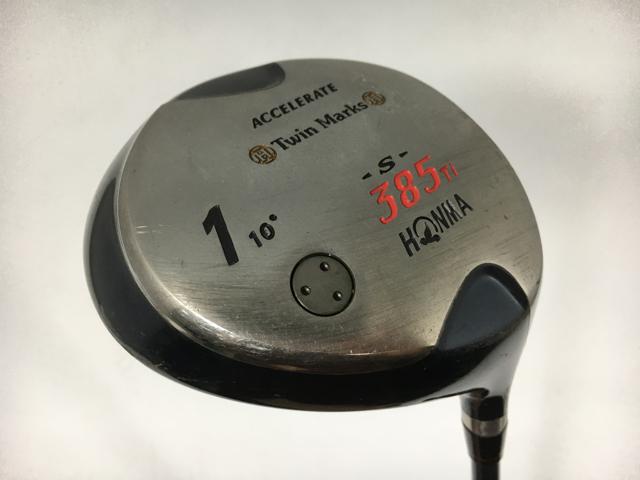 ACCELERATE
Twin Marks
-S-
385Ti
HONMA
1 10°